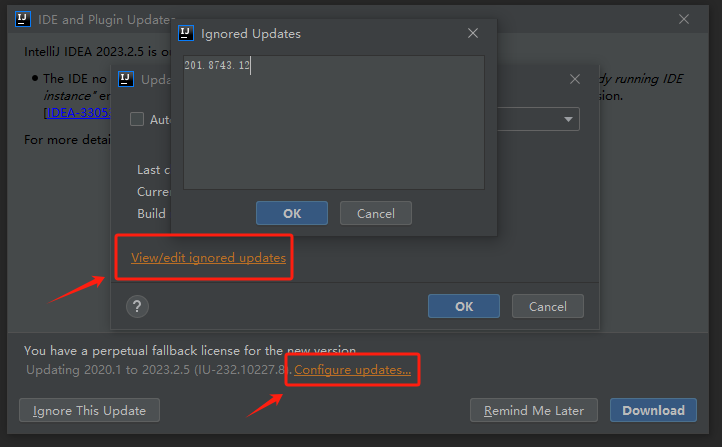 IDE and Plugin Updates
IntelliJ IDEA 2023.2.5 is
The IDE no
dy running IDE
instance"
sion.
[IDEA-3305
For more detai
Ignored Updates
201.8743.12
OK
Cancel
Upda
Auto
Last c
Curre
Build
View/edit ignored updates
?
OK
Cancel
You have a perpetual fallback license for the new version
Updating 2020.1 to 2023.2.5 (IU-232.10227.8). Configure updates...
Ignore This Update
Remind Me Later
Download